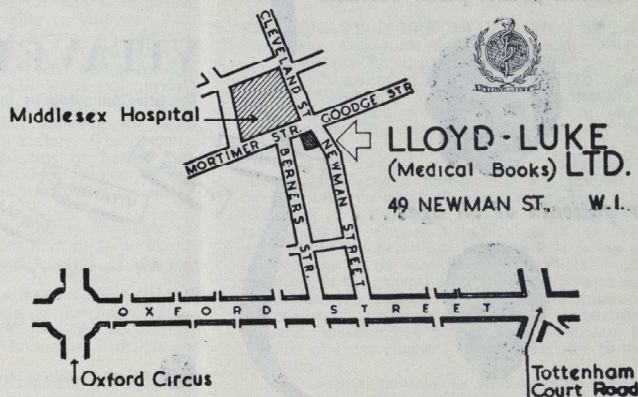 CLEVELAND ST.
GOODGE STR
Middlesex Hospital
MORTIMER STR.
BERNERS STR.
NEWMAN STREET
LLOYD-LUKE
(Medical Books) LTD.
49 NEWMAN ST., W.I.
OXFORD STREET
Oxford Circus
Tottenham
Court Road